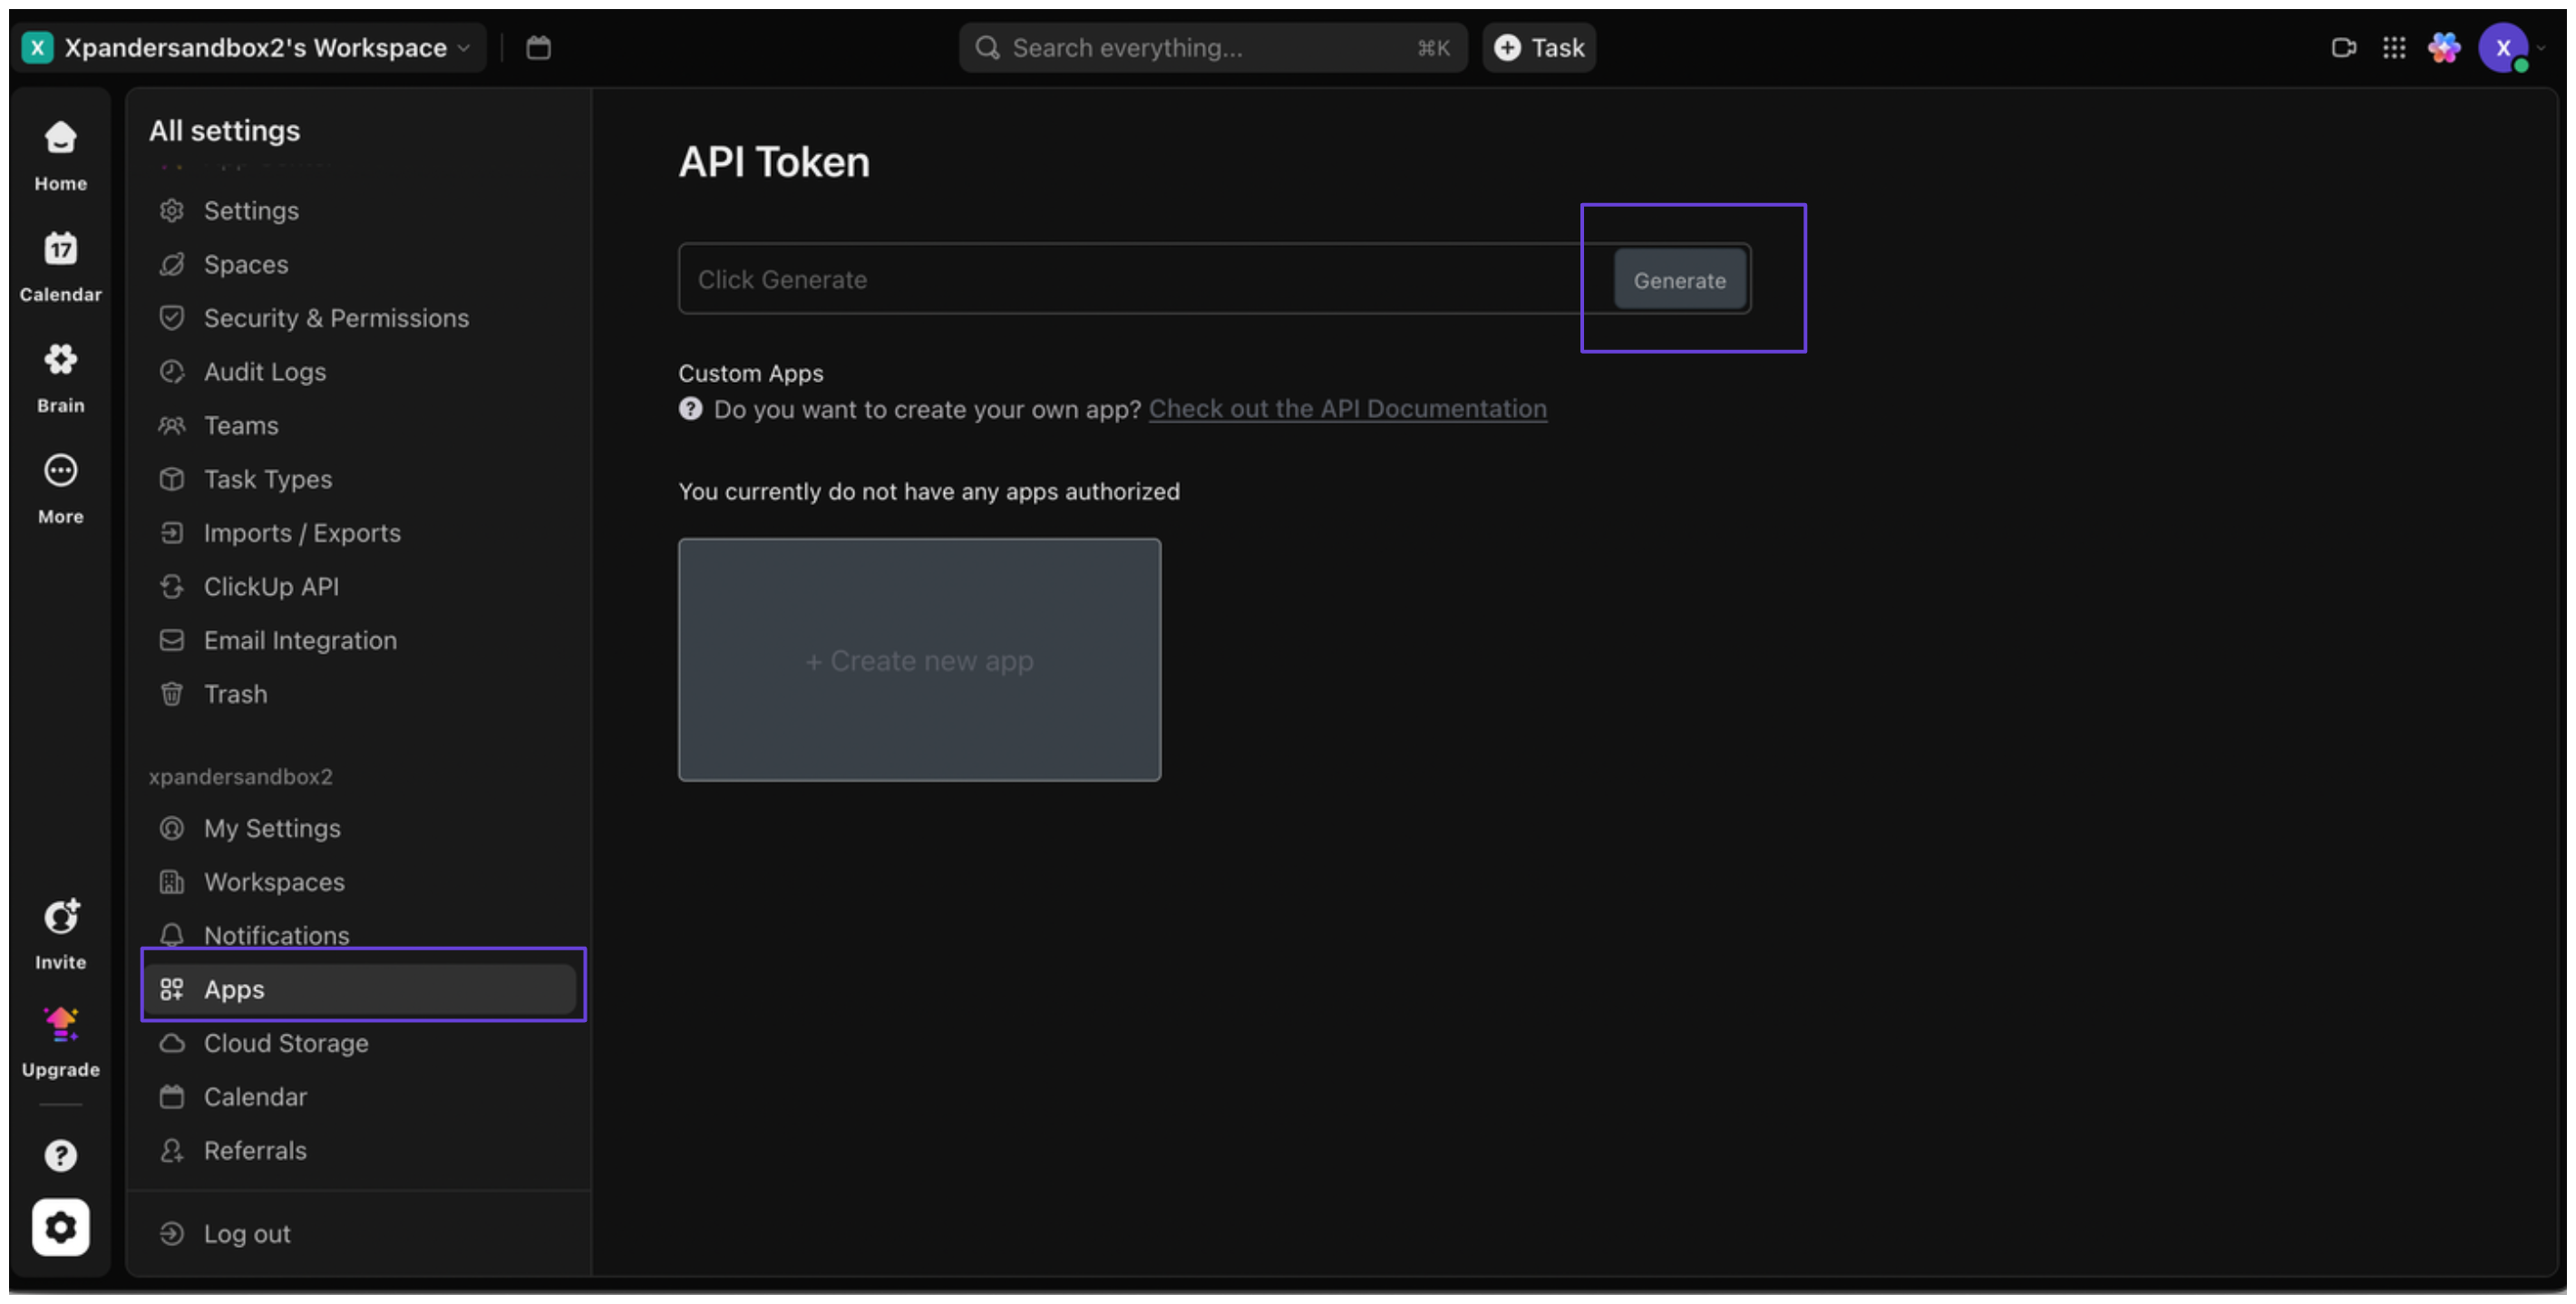 X Xpandersandbox2's Workspace
Search everything... ⌘K
Task
X
Home
17
Calendar
Brain
More
Invite
Upgrade
All settings
Settings
Spaces
Security & Permissions
Audit Logs
Teams
Task Types
Imports / Exports
ClickUp API
Email Integration
Trash
xpandersandbox2
My Settings
Workspaces
Notifications
Apps
Cloud Storage
Calendar
Referrals
Log out
API Token
Click Generate
Generate
Custom Apps
? Do you want to create your own app? Check out the API Documentation
You currently do not have any apps authorized
+ Create new app